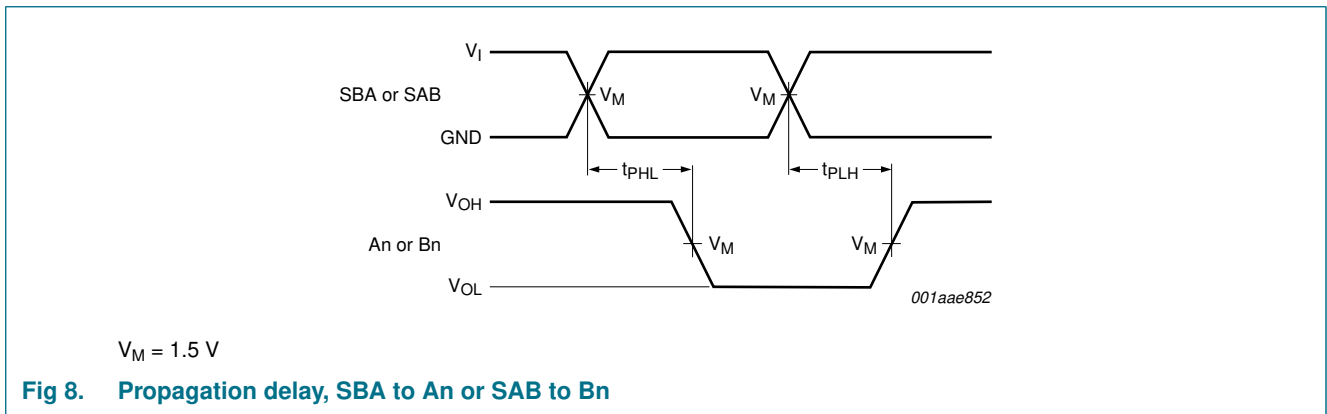 V_I
SBA or SAB
V_M
V_M
GND
t_PHL
t_PLH
V_OH
An or Bn
V_M
V_M
V_OL
001aae852
V_M = 1.5 V
Fig 8. Propagation delay, SBA to An or SAB to Bn